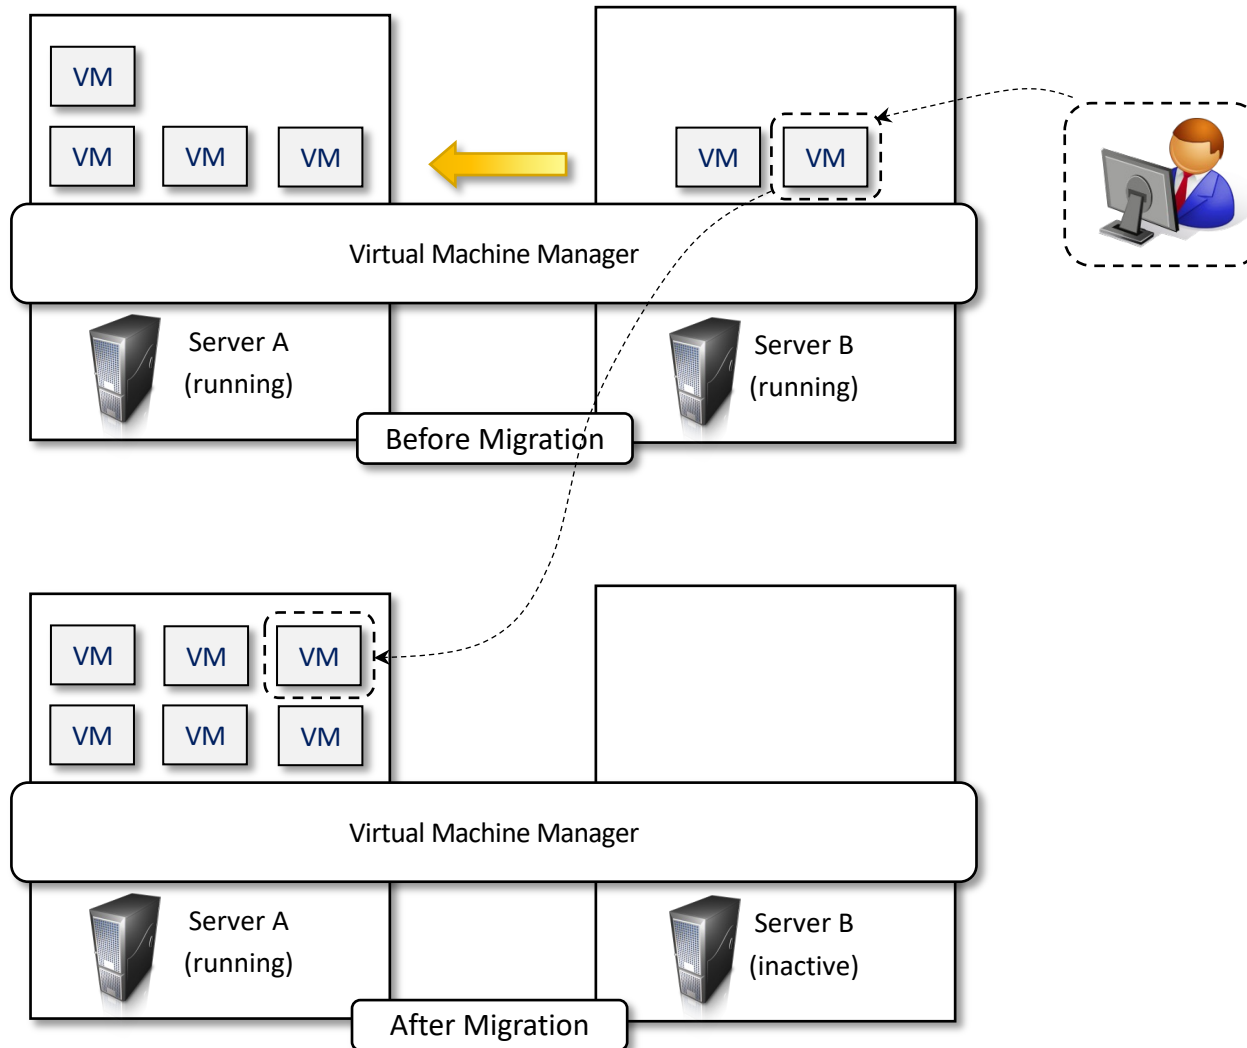 VM
VM VM VM
VM VM
Virtual Machine Manager
Server A
(running)
Server B
(running)
Before Migration
VM VM VM
VM VM VM
Virtual Machine Manager
Server A
(running)
Server B
(inactive)
After Migration